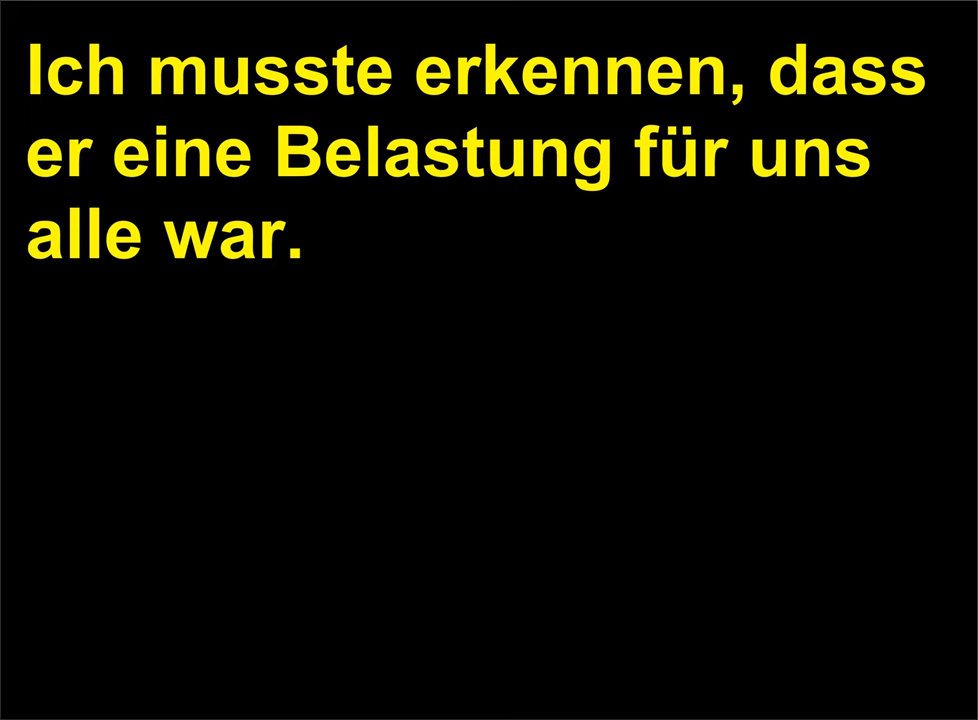 Ich musste erkennen, dass
er eine Belastung für uns
alle war.